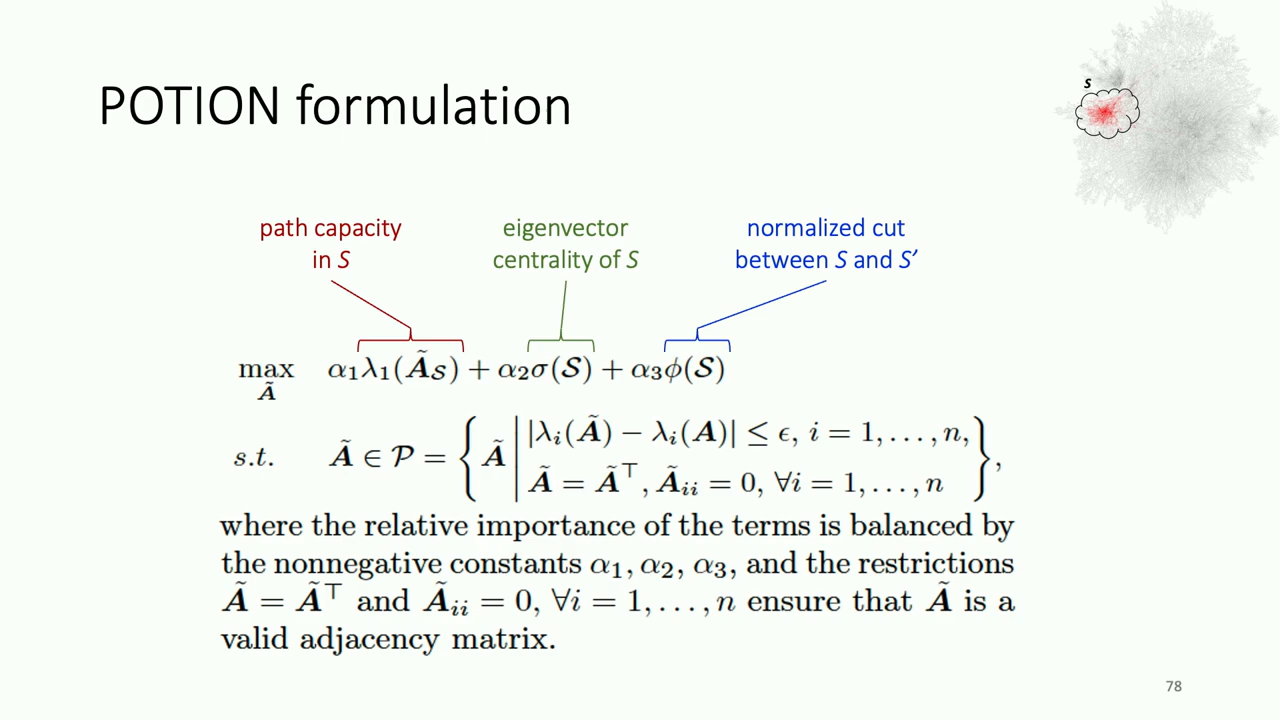 POTION formulation
S
path capacity
in S
eigenvector
centrality of S
normalized cut
between S and S’
max α₁λ₁(Ã_𝒮) + α₂σ(𝒮) + α₃ϕ(𝒮)
Ã
s.t. Ã ∈ 𝒫 = { Ã | |λᵢ(Ã) − λᵢ(A)| ≤ ϵ, i = 1, . . . , n,
Ã = Ã⊤, Ãᵢᵢ = 0, ∀i = 1, . . . , n },
where the relative importance of the terms is balanced by
the nonnegative constants α₁, α₂, α₃, and the restrictions
Ã = Ã⊤ and Ãᵢᵢ = 0, ∀i = 1, . . . , n ensure that Ã is a
valid adjacency matrix.
78